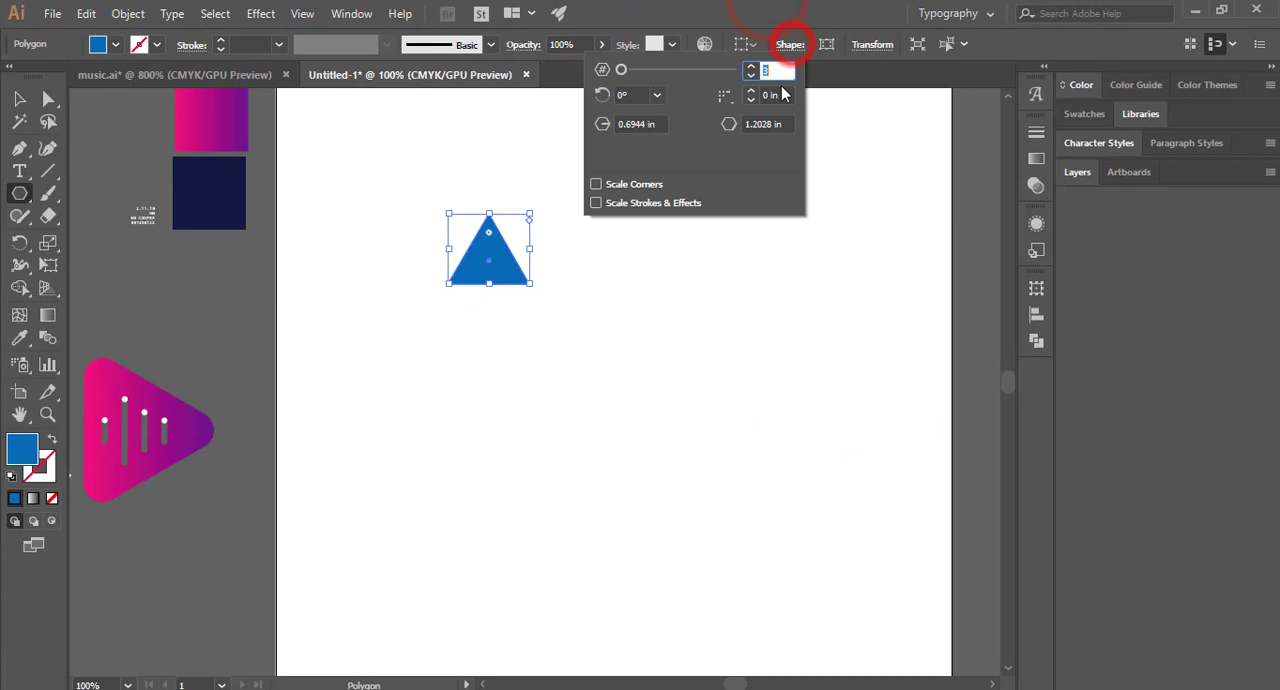 Ai File Edit Object Type Select Effect View Window Help Br St Typography Search Adobe Help
Polygon Stroke: Basic Opacity: 100% Style: Shape: Transform
music.ai* @ 800% (CMYK/GPU Preview) × Untitled-1* @ 100% (CMYK/GPU Preview) ×
3
0° 0 in
0.6944 in 1.2028 in
Scale Corners
Scale Strokes & Effects
Color Color Guide Color Themes
Swatches Libraries
Character Styles Paragraph Styles
Layers Artboards
100% 1 Polygon